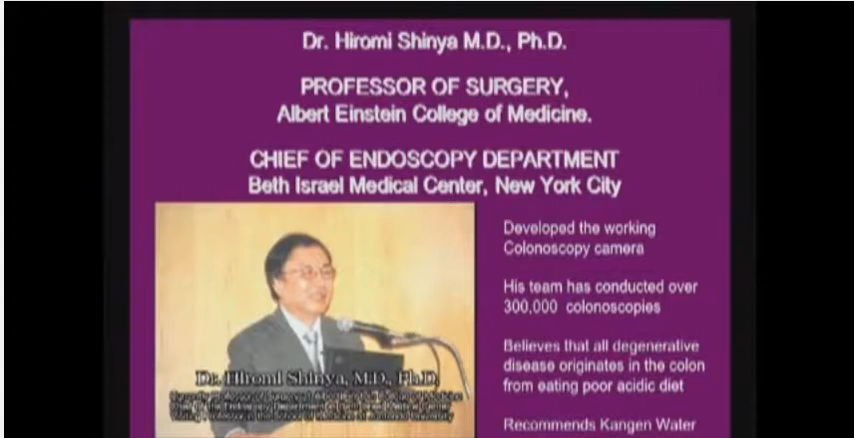 Dr. Hiromi Shinya M.D., Ph.D.
PROFESSOR OF SURGERY,
Albert Einstein College of Medicine.
CHIEF OF ENDOSCOPY DEPARTMENT
Beth Israel Medical Center, New York City
Developed the working
Colonoscopy camera
His team has conducted over
300,000 colonoscopies
Believes that all degenerative
disease originates in the colon
from eating poor acidic diet
Recommends Kangen Water
Dr. Hiromi Shinya, M.D., Ph.D.